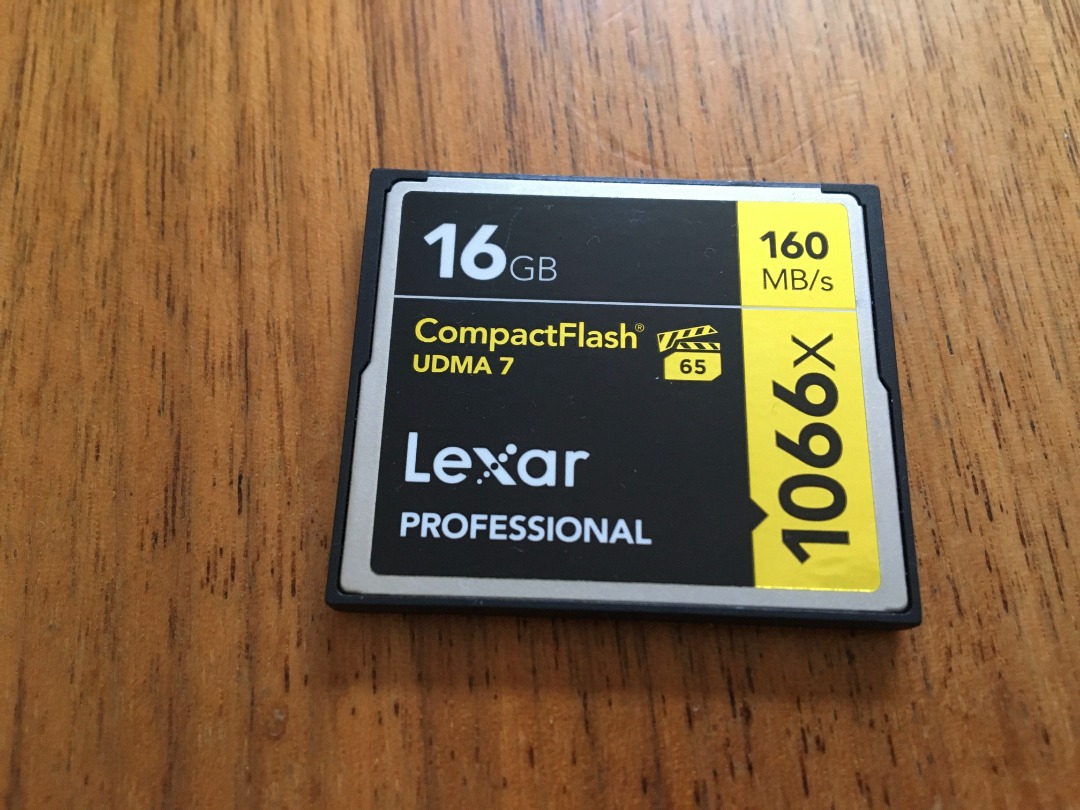 16GB
160
MB/s
CompactFlash®
UDMA 7
65
Lexar
PROFESSIONAL
1066x